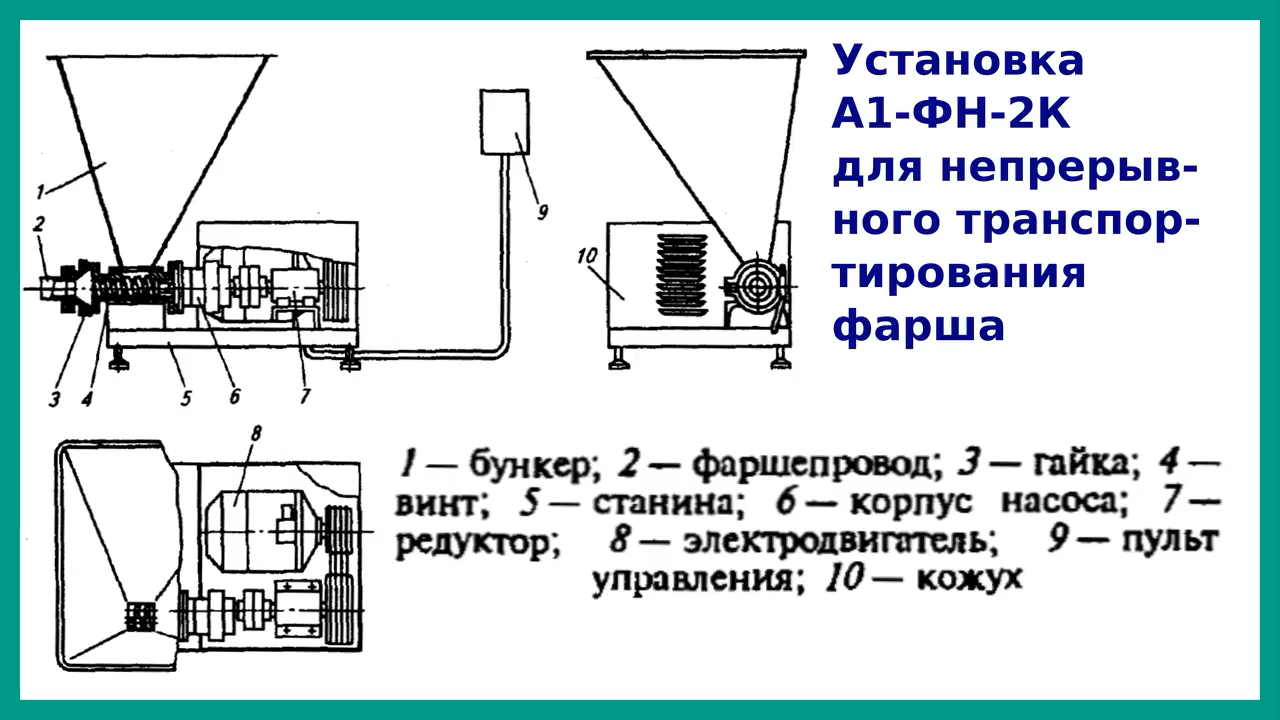 Установка
А1-ФН-2К
для непрерыв-
ного транспор-
тирования
фарша
1
2
3
4
5
6
7
9
10
8
1 — бункер; 2 — фаршепровод; 3 — гайка; 4 —
винт; 5 — станина; 6 — корпус насоса; 7 —
редуктор; 8 — электродвигатель; 9 — пульт
управления; 10 — кожух